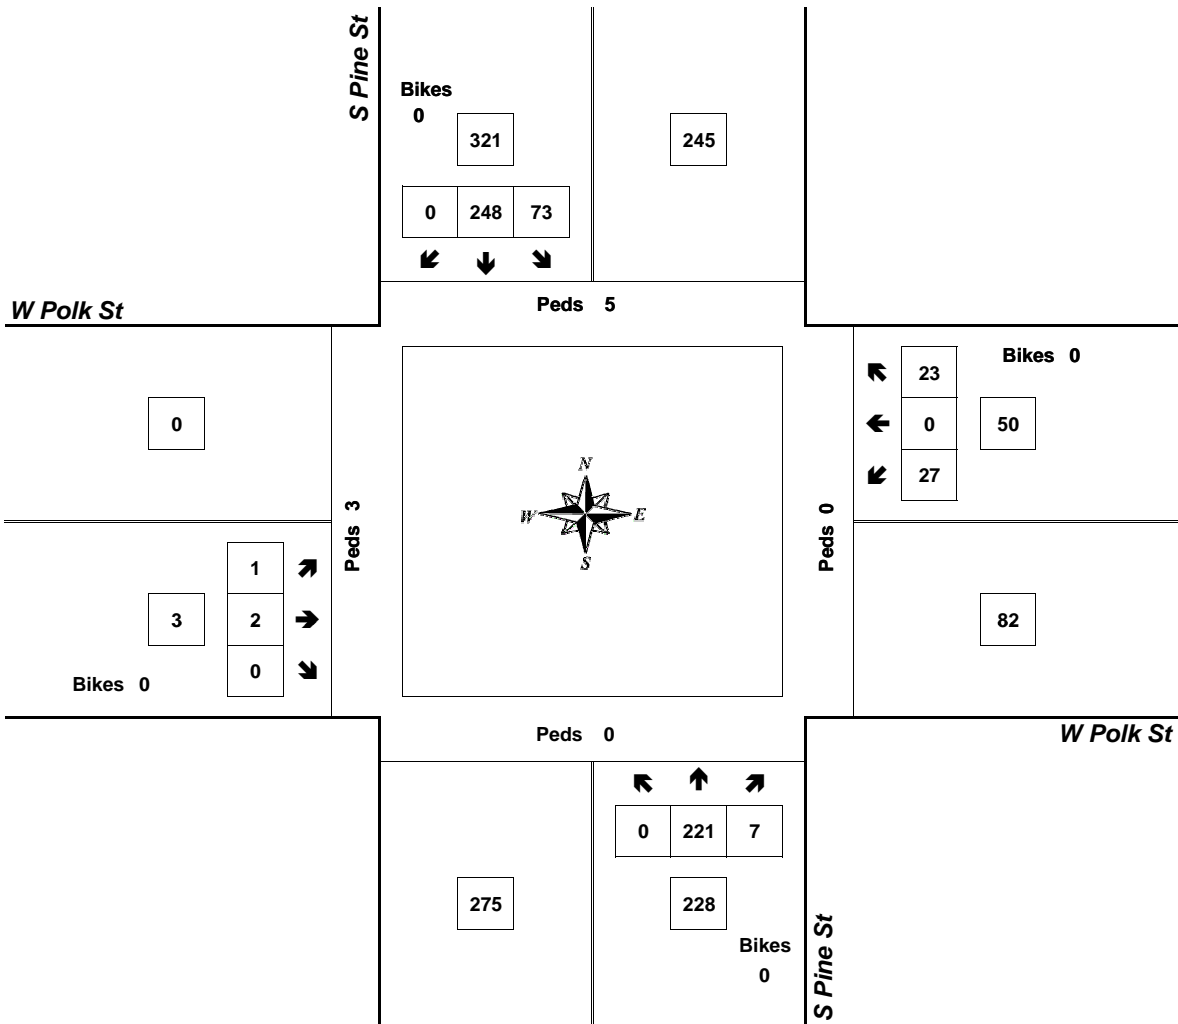 S Pine St
Bikes
0
321
245
0 248 73
W Polk St
Peds 5
23
Bikes 0
0
0
50
27
N
W E
S
Peds 3
Peds 0
1
3
2
82
0
Bikes 0
Peds 0
W Polk St
0 221 7
275
228
Bikes
0
S Pine St